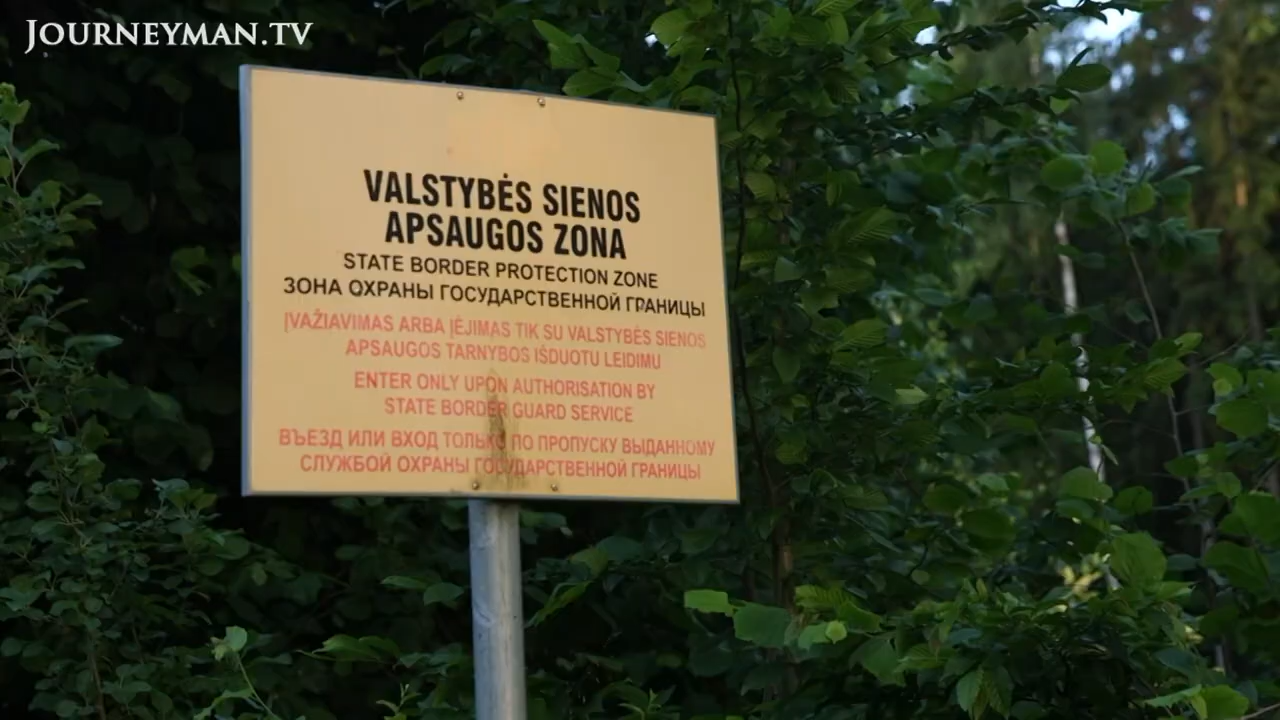 JOURNEYMAN.TV
VALSTYBĖS SIENOS
APSAUGOS ZONA
STATE BORDER PROTECTION ZONE
ЗОНА ОХРАНЫ ГОСУДАРСТВЕННОЙ ГРАНИЦЫ
ĮVAŽIAVIMAS ARBA ĮĖJIMAS TIK SU VALSTYBĖS SIENOS
APSAUGOS TARNYBOS IŠDUOTU LEIDIMU
ENTER ONLY UPON AUTHORISATION BY
STATE BORDER GUARD SERVICE
ВЪЕЗД ИЛИ ВХОД ТОЛЬКО ПО ПРОПУСКУ ВЫДАННОМУ
СЛУЖБОЙ ОХРАНЫ ГОСУДАРСТВЕННОЙ ГРАНИЦЫ